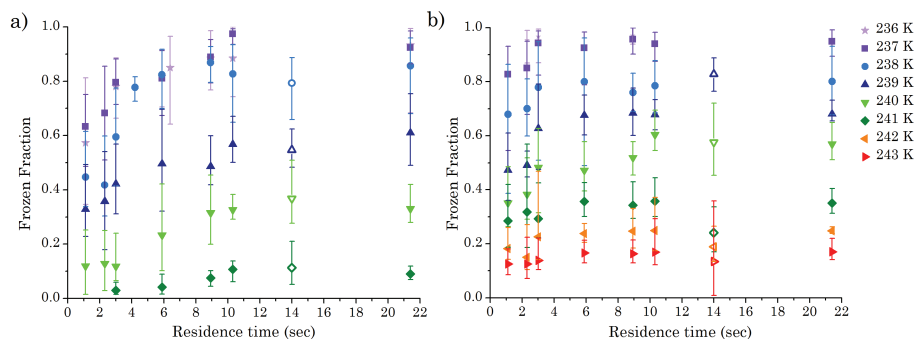 a)
Frozen Fraction
1.0
0.8
0.6
0.4
0.2
0.0
0 2 4 6 8 10 12 14 16 18 20 22
Residence time (sec)
b)
Frozen Fraction
1.0
0.8
0.6
0.4
0.2
0.0
0 2 4 6 8 10 12 14 16 18 20 22
Residence time (sec)
236 K
237 K
238 K
239 K
240 K
241 K
242 K
243 K